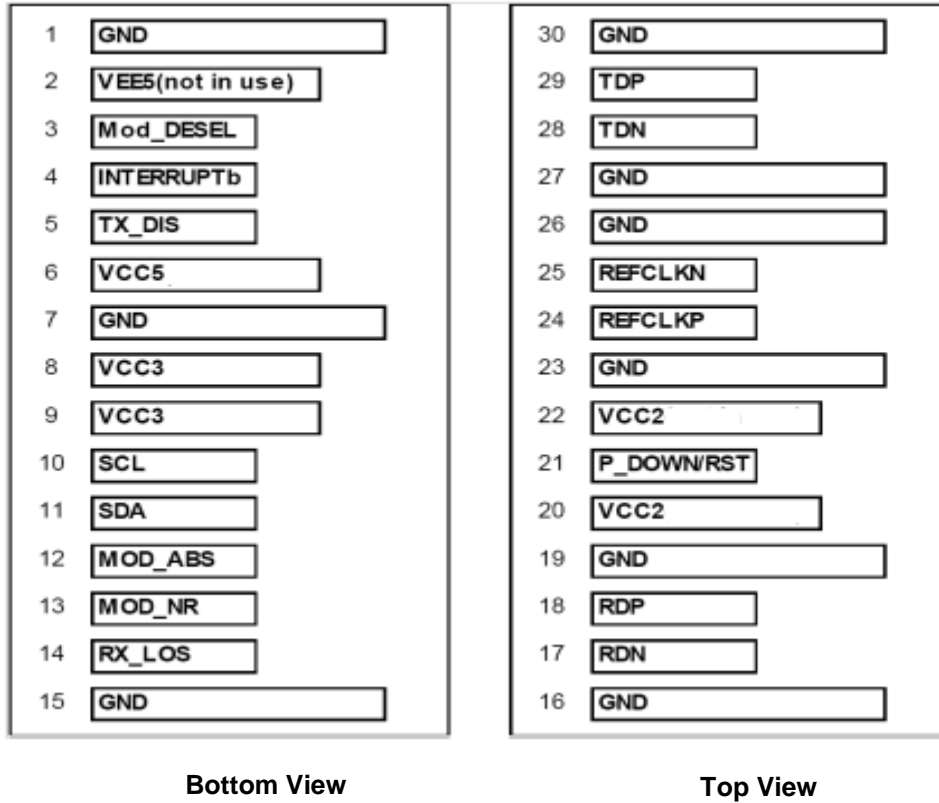 1 GND
2 VEE5(not in use)
3 Mod_DESEL
4 INTERRUPTb
5 TX_DIS
6 VCC5
7 GND
8 VCC3
9 VCC3
10 SCL
11 SDA
12 MOD_ABS
13 MOD_NR
14 RX_LOS
15 GND
Bottom View
30 GND
29 TDP
28 TDN
27 GND
26 GND
25 REFCLKN
24 REFCLKP
23 GND
22 VCC2
21 P_DOWN/RST
20 VCC2
19 GND
18 RDP
17 RDN
16 GND
Top View